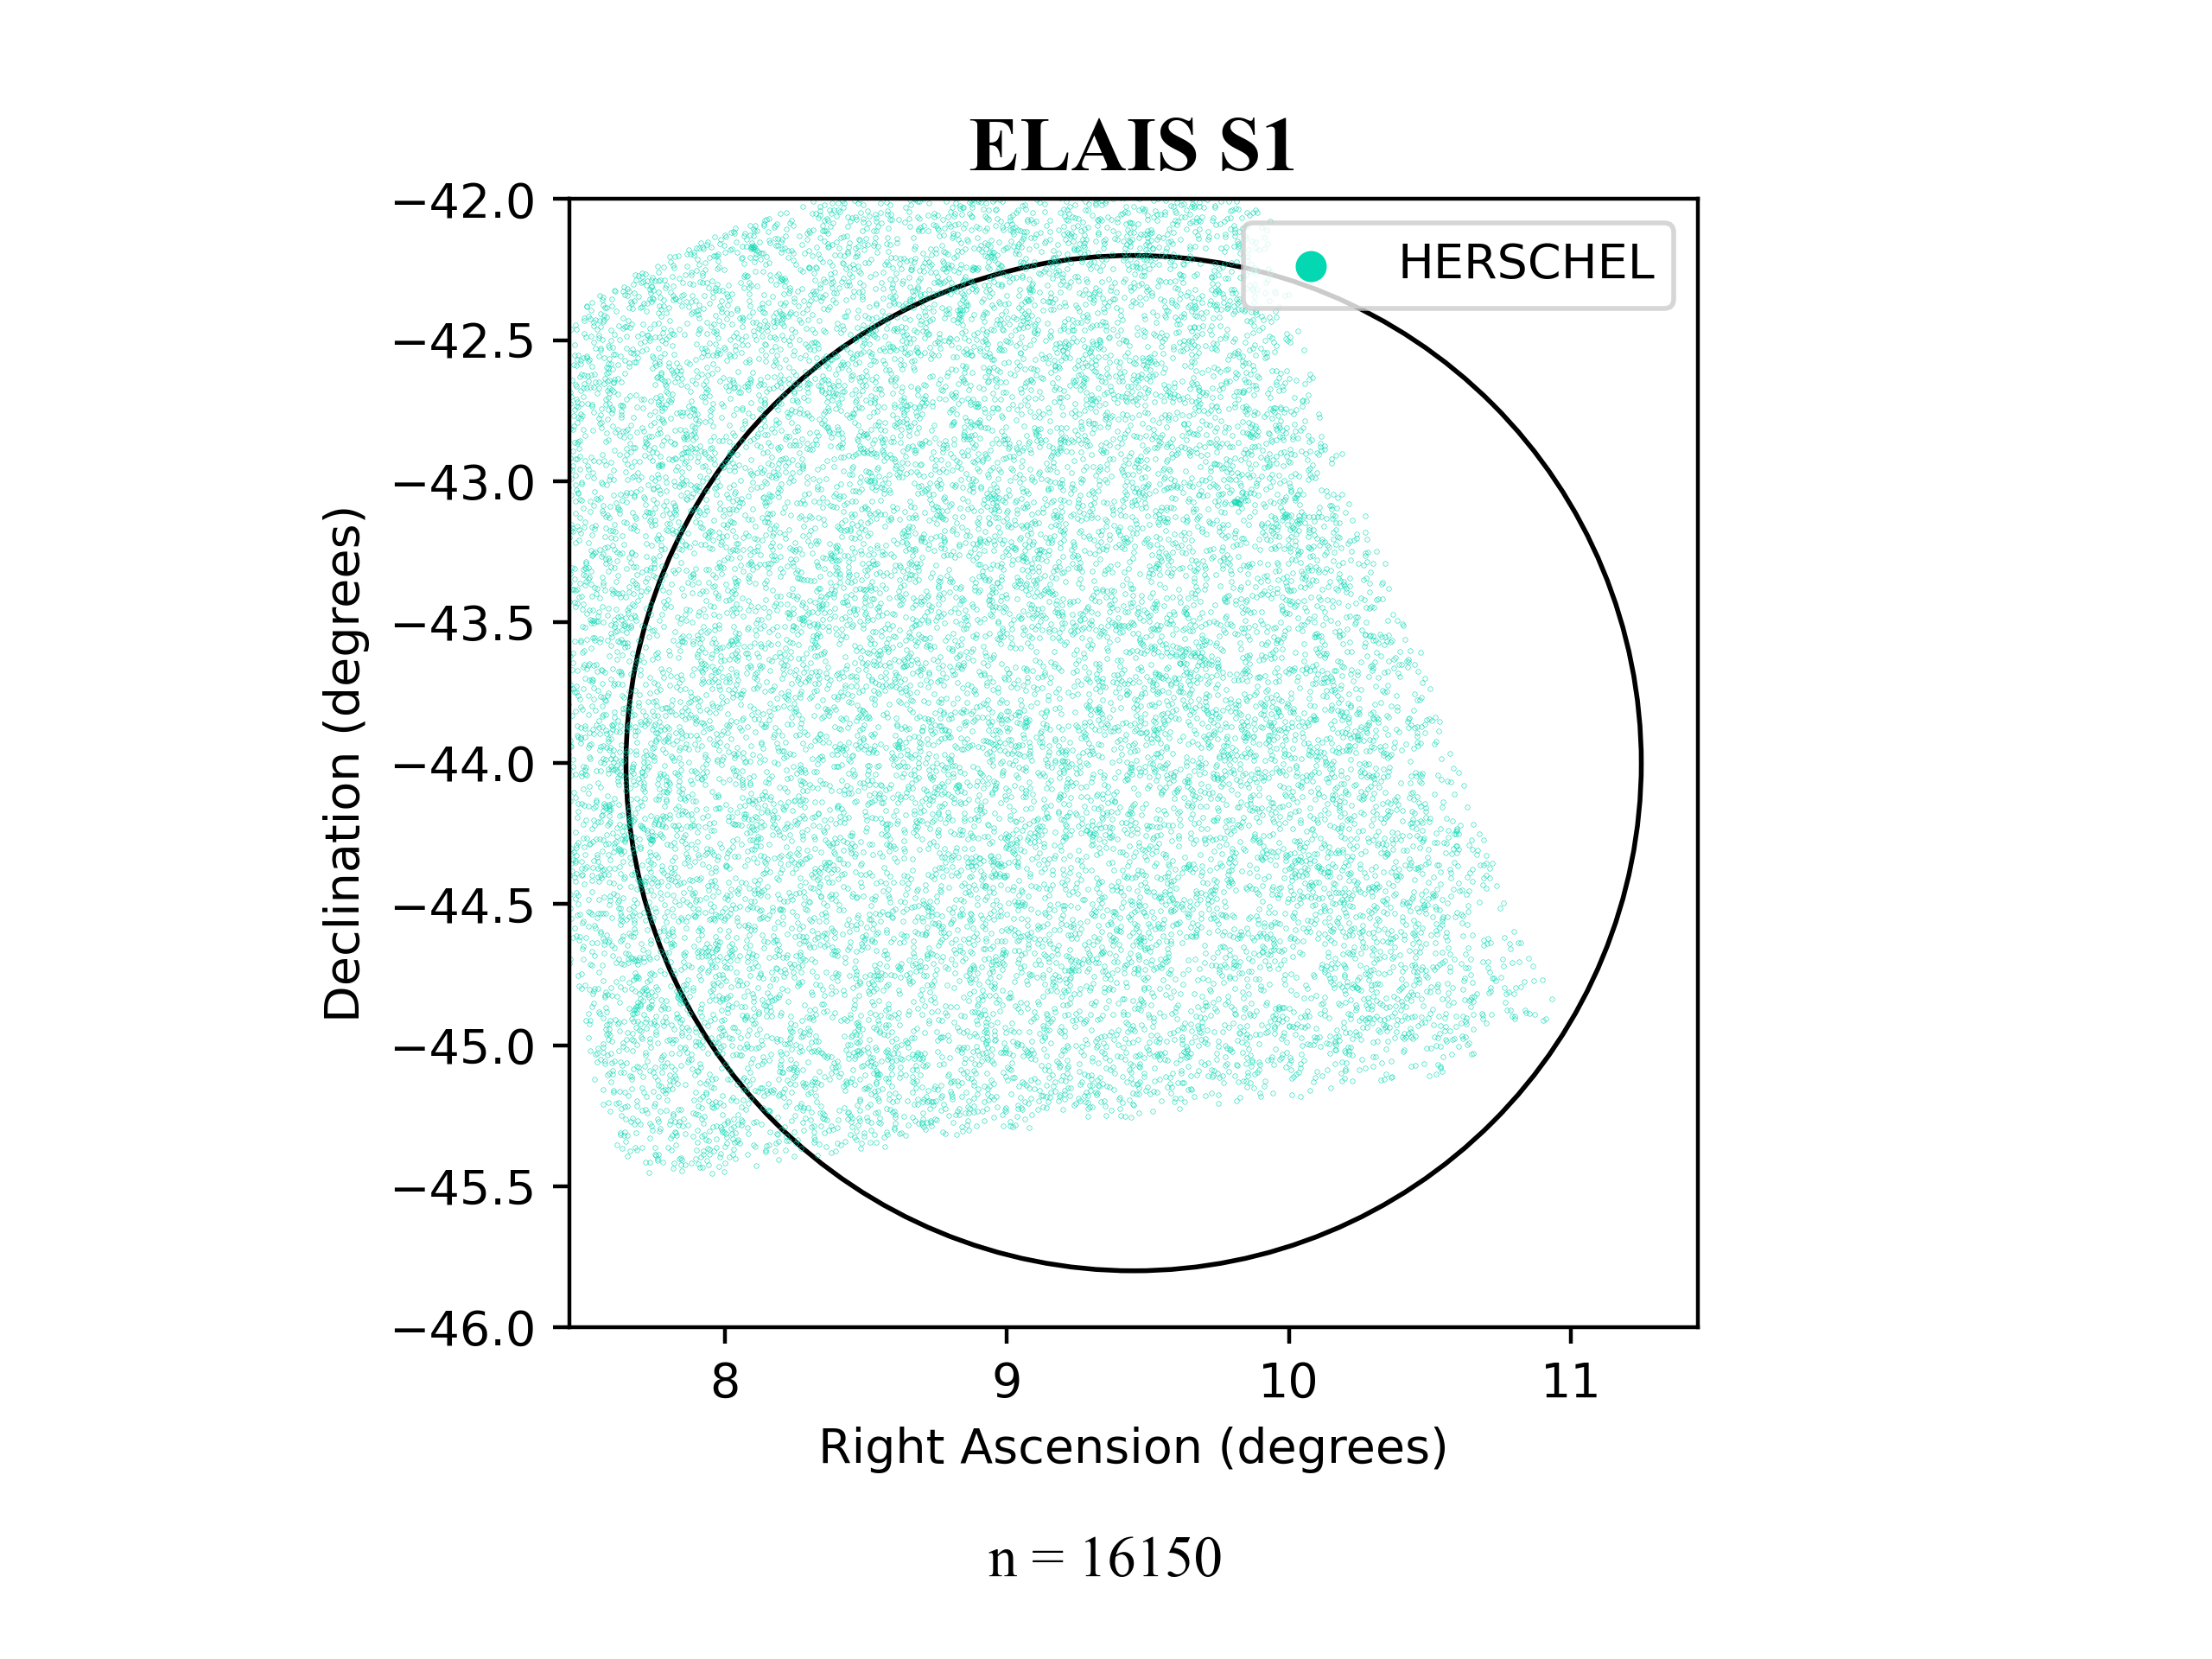 ELAIS S1
HERSCHEL
−42.0
−42.5
−43.0
−43.5
−44.0
−44.5
−45.0
−45.5
−46.0
Declination (degrees)
8 9 10 11
Right Ascension (degrees)
n = 16150